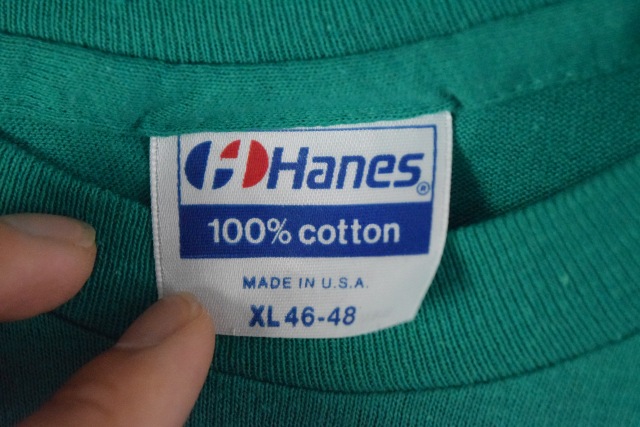 Hanes®
100% cotton
MADE IN U.S.A.
XL 46-48